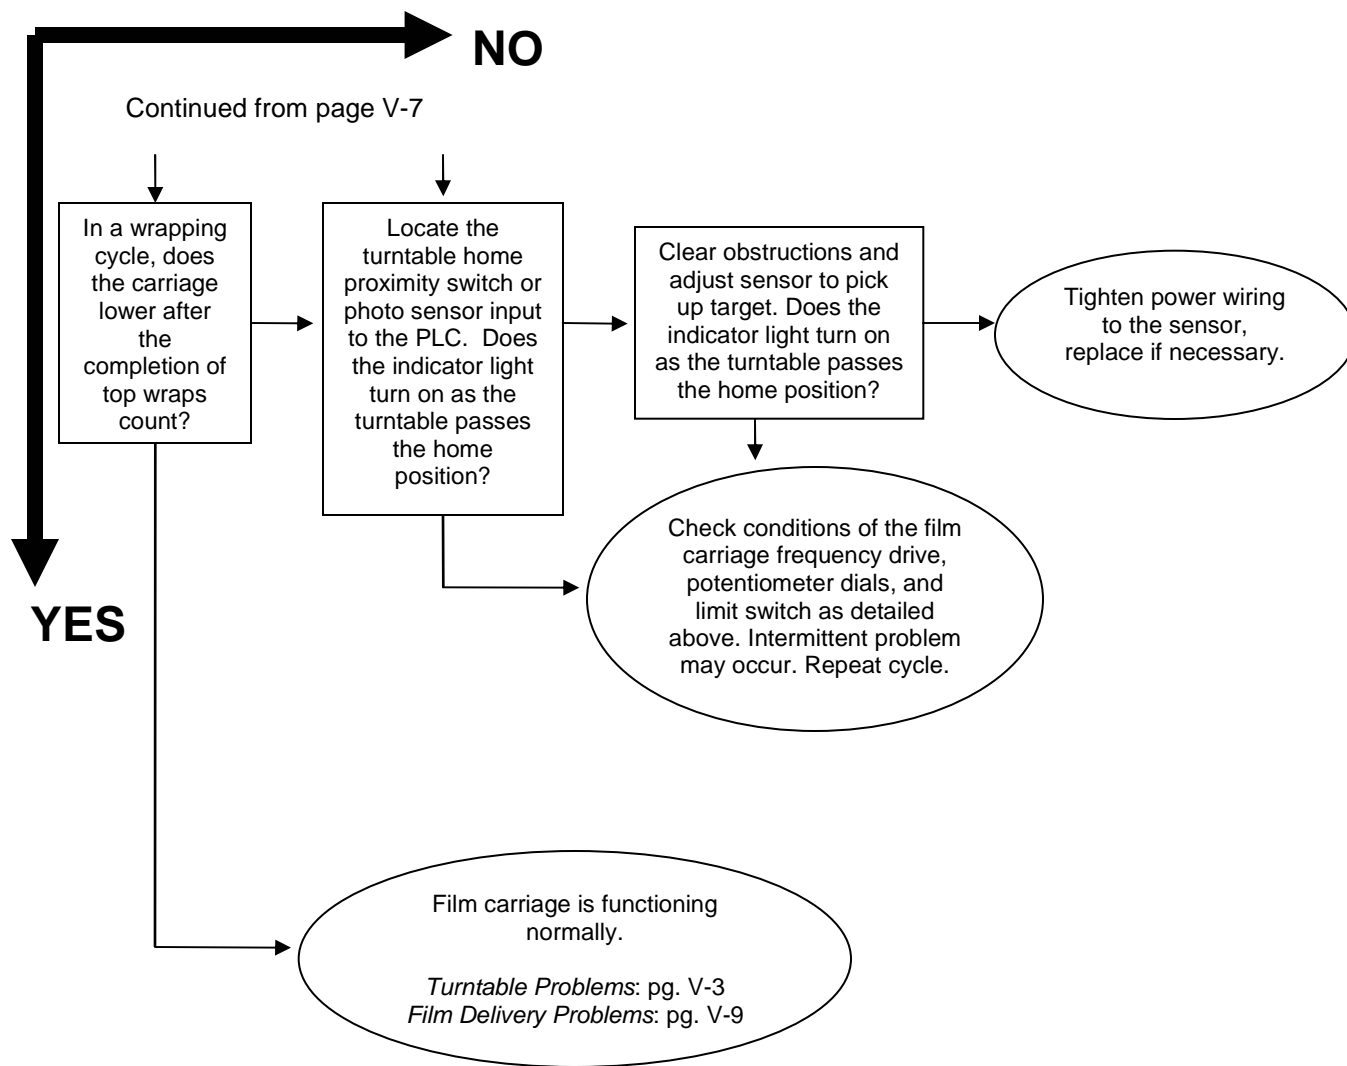 NO
Continued from page V-7
In a wrapping
cycle, does
the carriage
lower after
the
completion of
top wraps
count?
Locate the
turntable home
proximity switch or
photo sensor input
to the PLC.  Does
the indicator light
turn on as the
turntable passes
the home
position?
Clear obstructions and
adjust sensor to pick
up target. Does the
indicator light turn on
as the turntable passes
the home position?
Tighten power wiring
to the sensor,
replace if necessary.
Check conditions of the film
carriage frequency drive,
potentiometer dials, and
limit switch as detailed
above. Intermittent problem
may occur. Repeat cycle.
YES
Film carriage is functioning
normally.
Turntable Problems: pg. V-3
Film Delivery Problems: pg. V-9